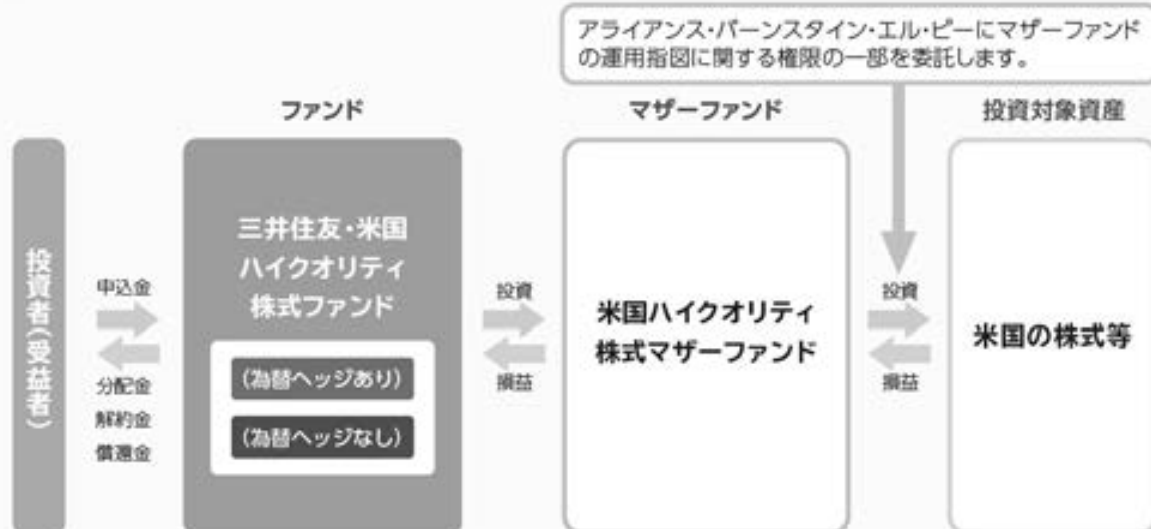 アライアンス・バーンスタイン・エル・ピーにマザーファンド
の運用指図に関する権限の一部を委託します。
ファンド
マザーファンド
投資対象資産
投資者(受益者)
申込金
分配金
解約金
償還金
三井住友・米国
ハイクオリティ
株式ファンド
(為替ヘッジあり)
(為替ヘッジなし)
投資
損益
米国ハイクオリティ
株式マザーファンド
投資
損益
米国の株式等